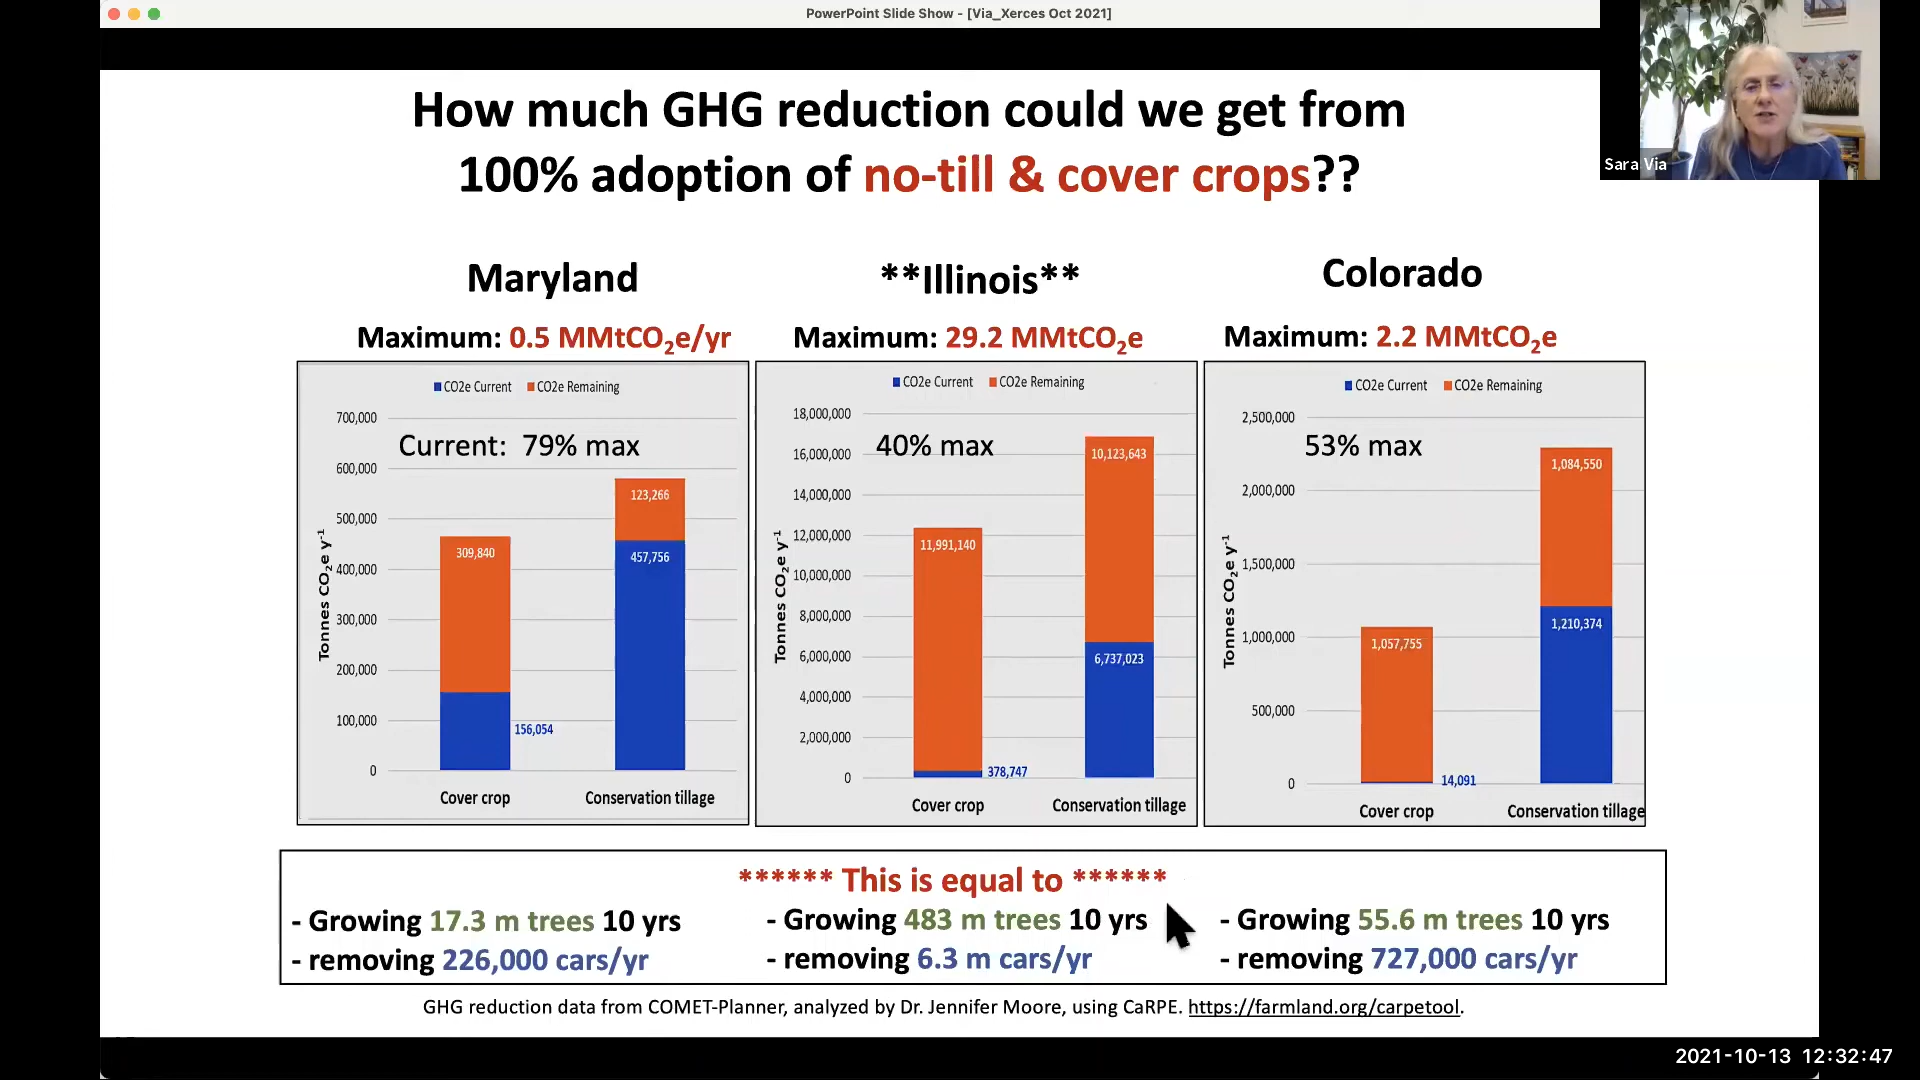 PowerPoint Slide Show - [Via_Xerces Oct 2021]
Sara Via
How much GHG reduction could we get from
100% adoption of no-till & cover crops??
Maryland
Maximum: 0.5 MMtCO₂e/yr
CO2e Current CO2e Remaining
Current: 79% max
Tonnes CO₂e y⁻¹
700,000
600,000
500,000
400,000
300,000
200,000
100,000
0
309,840
156,054
123,266
457,756
Cover crop Conservation tillage
**Illinois**
Maximum: 29.2 MMtCO₂e
CO2e Current CO2e Remaining
40% max
Tonnes CO₂e y⁻¹
18,000,000
16,000,000
14,000,000
12,000,000
10,000,000
8,000,000
6,000,000
4,000,000
2,000,000
0
11,991,140
378,747
10,123,643
6,737,023
Cover crop Conservation tillage
Colorado
Maximum: 2.2 MMtCO₂e
CO2e Current CO2e Remaining
53% max
Tonnes CO₂e y⁻¹
2,500,000
2,000,000
1,500,000
1,000,000
500,000
0
1,057,755
14,091
1,084,550
1,210,374
Cover crop Conservation tillage
****** This is equal to ******
- Growing 17.3 m trees 10 yrs
- removing 226,000 cars/yr
- Growing 483 m trees 10 yrs
- removing 6.3 m cars/yr
- Growing 55.6 m trees 10 yrs
- removing 727,000 cars/yr
GHG reduction data from COMET-Planner, analyzed by Dr. Jennifer Moore, using CaRPE. https://farmland.org/carpetool.
2021-10-13 12:32:47